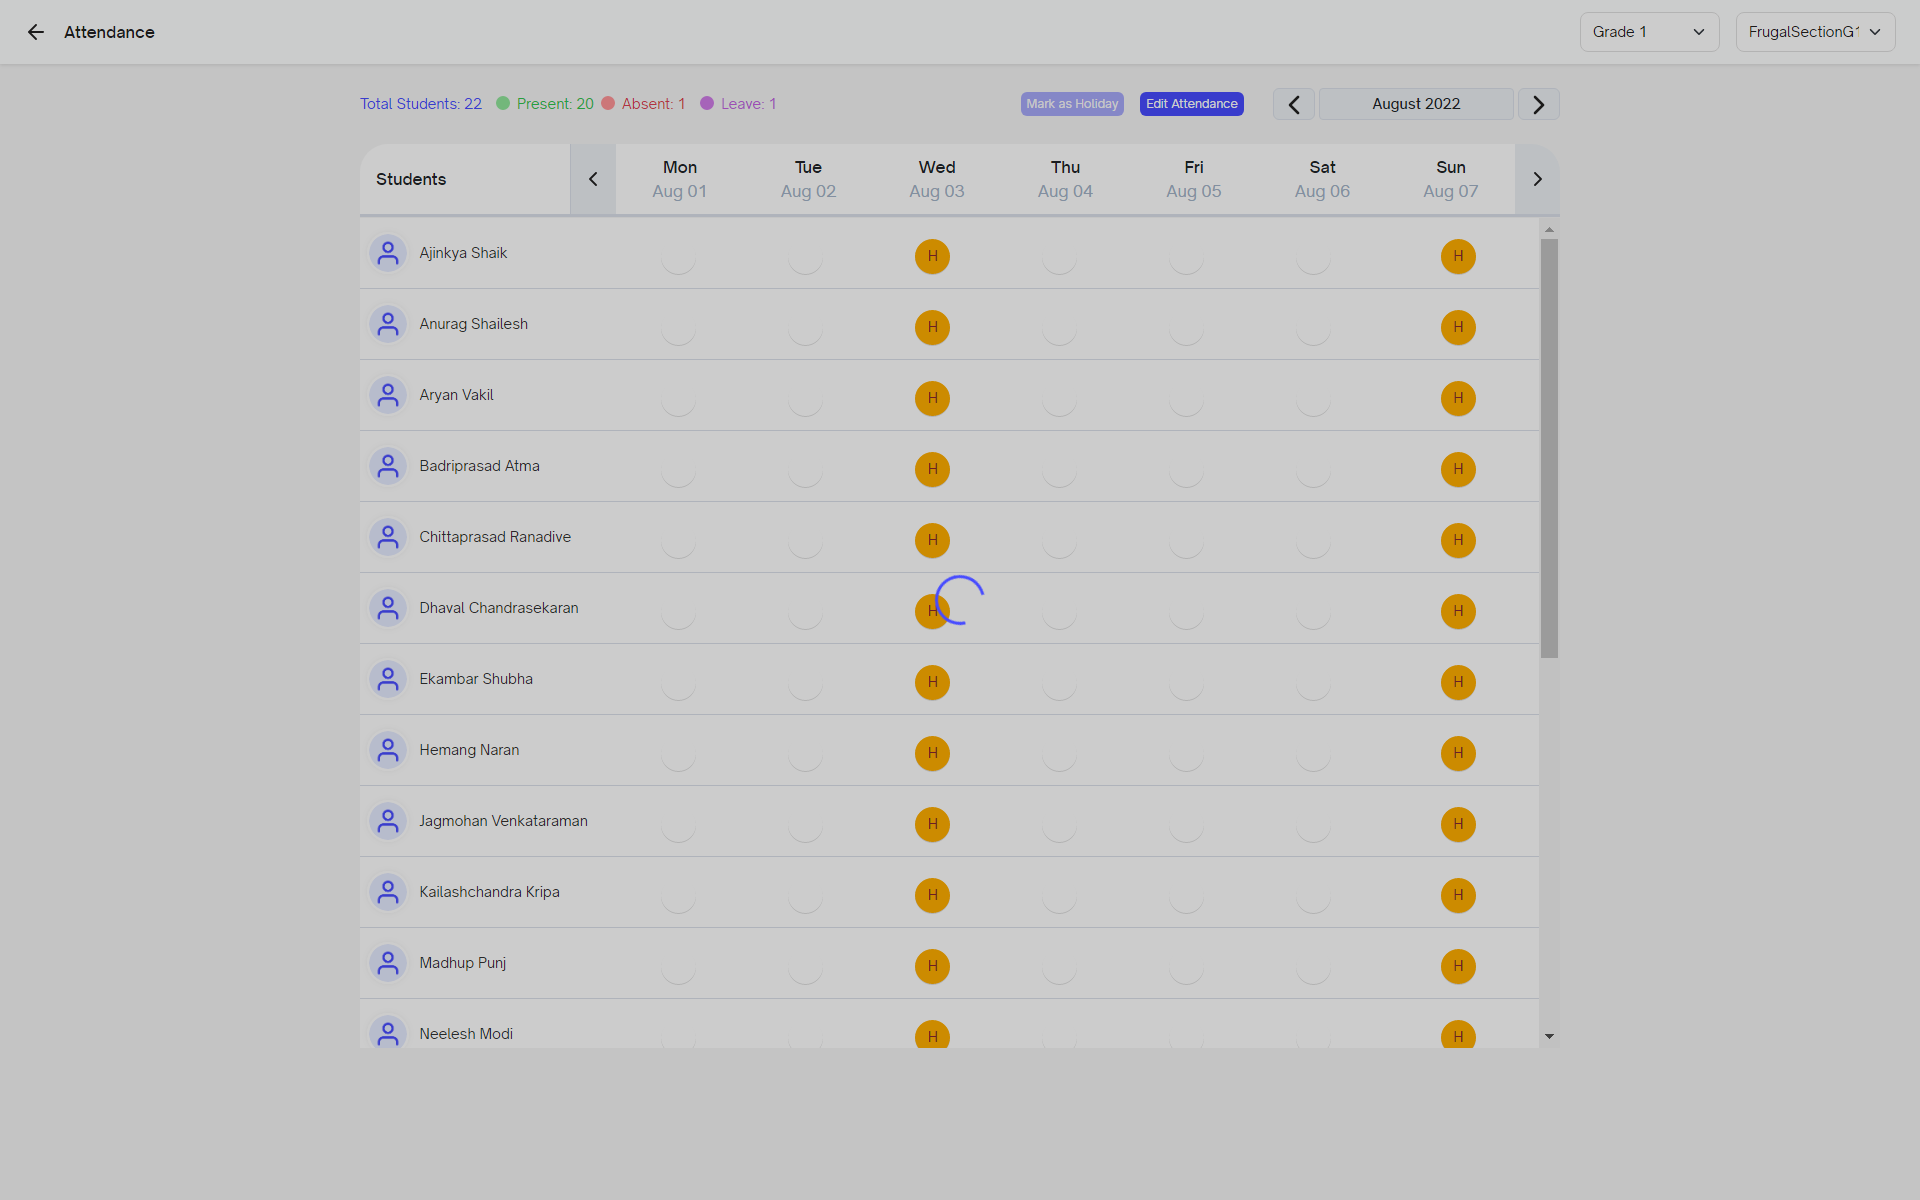 Attendance
Grade 1
FrugalSectionG1
Total Students: 22 Present: 20 Absent: 1 Leave: 1
Mark as Holiday
Edit Attendance
August 2022
Students Mon Tue Wed Thu Fri Sat Sun
Aug 01 Aug 02 Aug 03 Aug 04 Aug 05 Aug 06 Aug 07
Ajinkya Shaik H H
Anurag Shailesh H H
Aryan Vakil H H
Badriprasad Atma H H
Chittaprasad Ranadive H H
Dhaval Chandrasekaran H H
Ekambar Shubha H H
Hemang Naran H H
Jagmohan Venkataraman H H
Kailashchandra Kripa H H
Madhup Punj H H
Neelesh Modi H H